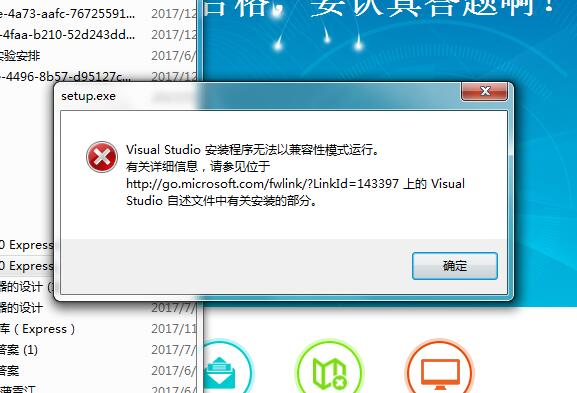 合格，要认真答题啊！
e-4a73-aafc-76725591... 2017/12
-4faa-b210-52d243dd... 2017/12
实验安排 2017/6/
e-4496-8b57-d95127c... 2017/12
setup.exe
Visual Studio 安装程序无法以兼容性模式运行。
有关详细信息，请参见位于
http://go.microsoft.com/fwlink/?LinkId=143397 上的 Visual
Studio 自述文件中有关安装的部分。
确定
0 Express
0 Express
器的设计 (
器的设计 2017/7/
库（Express） 2017/11
答案 (1) 2017/7/
答案 2017/6/
2017/6/